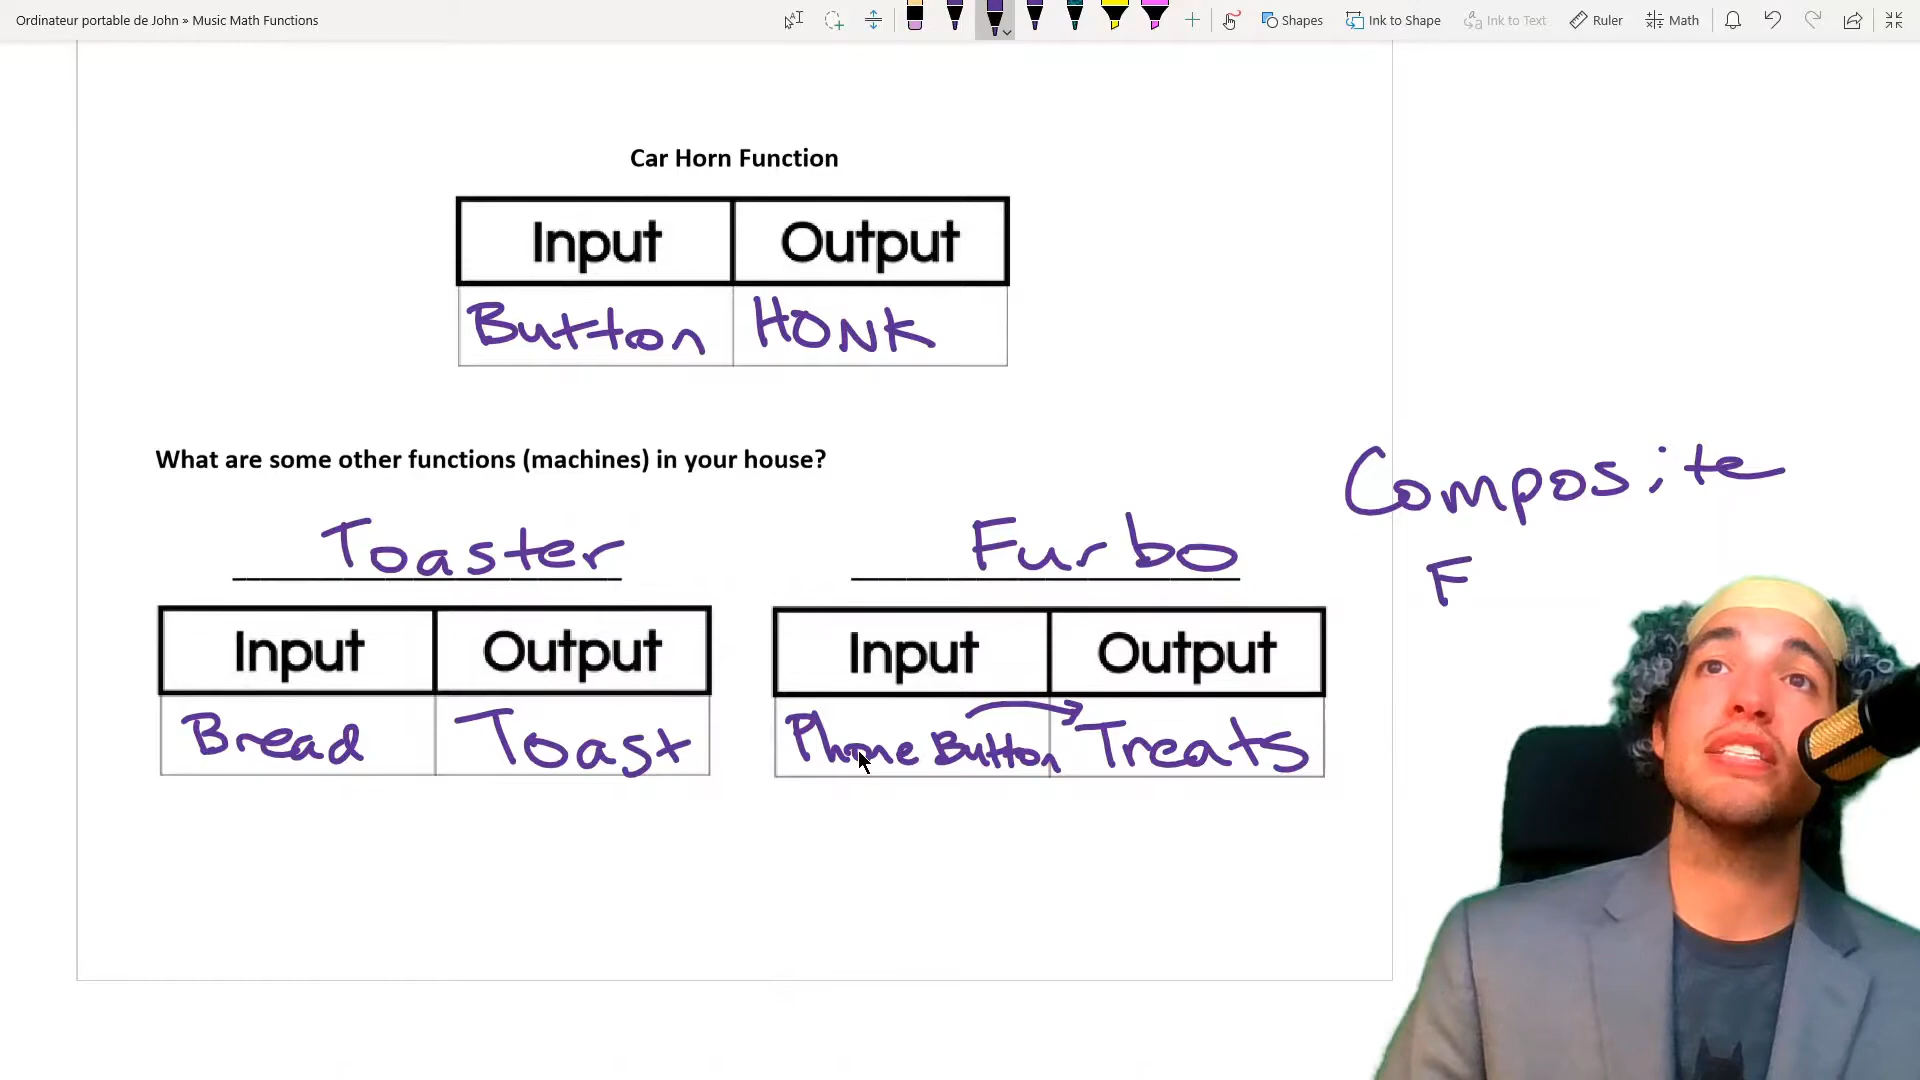 Ordinateur portable de John » Music Math Functions
Shapes Ink to Shape Ink to Text Ruler Math
Car Horn Function
Input Output
Button HONK
What are some other functions (machines) in your house?
Composite
F
Toaster Furbo
Input Output Input Output
Bread Toast Phone Button Treats